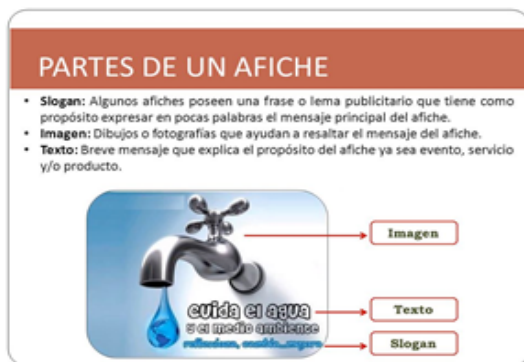 PARTES DE UN AFICHE
• Slogan: Algunos afiches poseen una frase o lema publicitario que tiene como
propósito expresar en pocas palabras el mensaje principal del afiche.
• Imagen: Dibujos o fotografías que ayudan a resaltar el mensaje del afiche.
• Texto: Breve mensaje que explica el propósito del afiche ya sea evento, servicio
y/o producto.
Imagen
cuida el agua
Texto
y el medio ambiente
Slogan